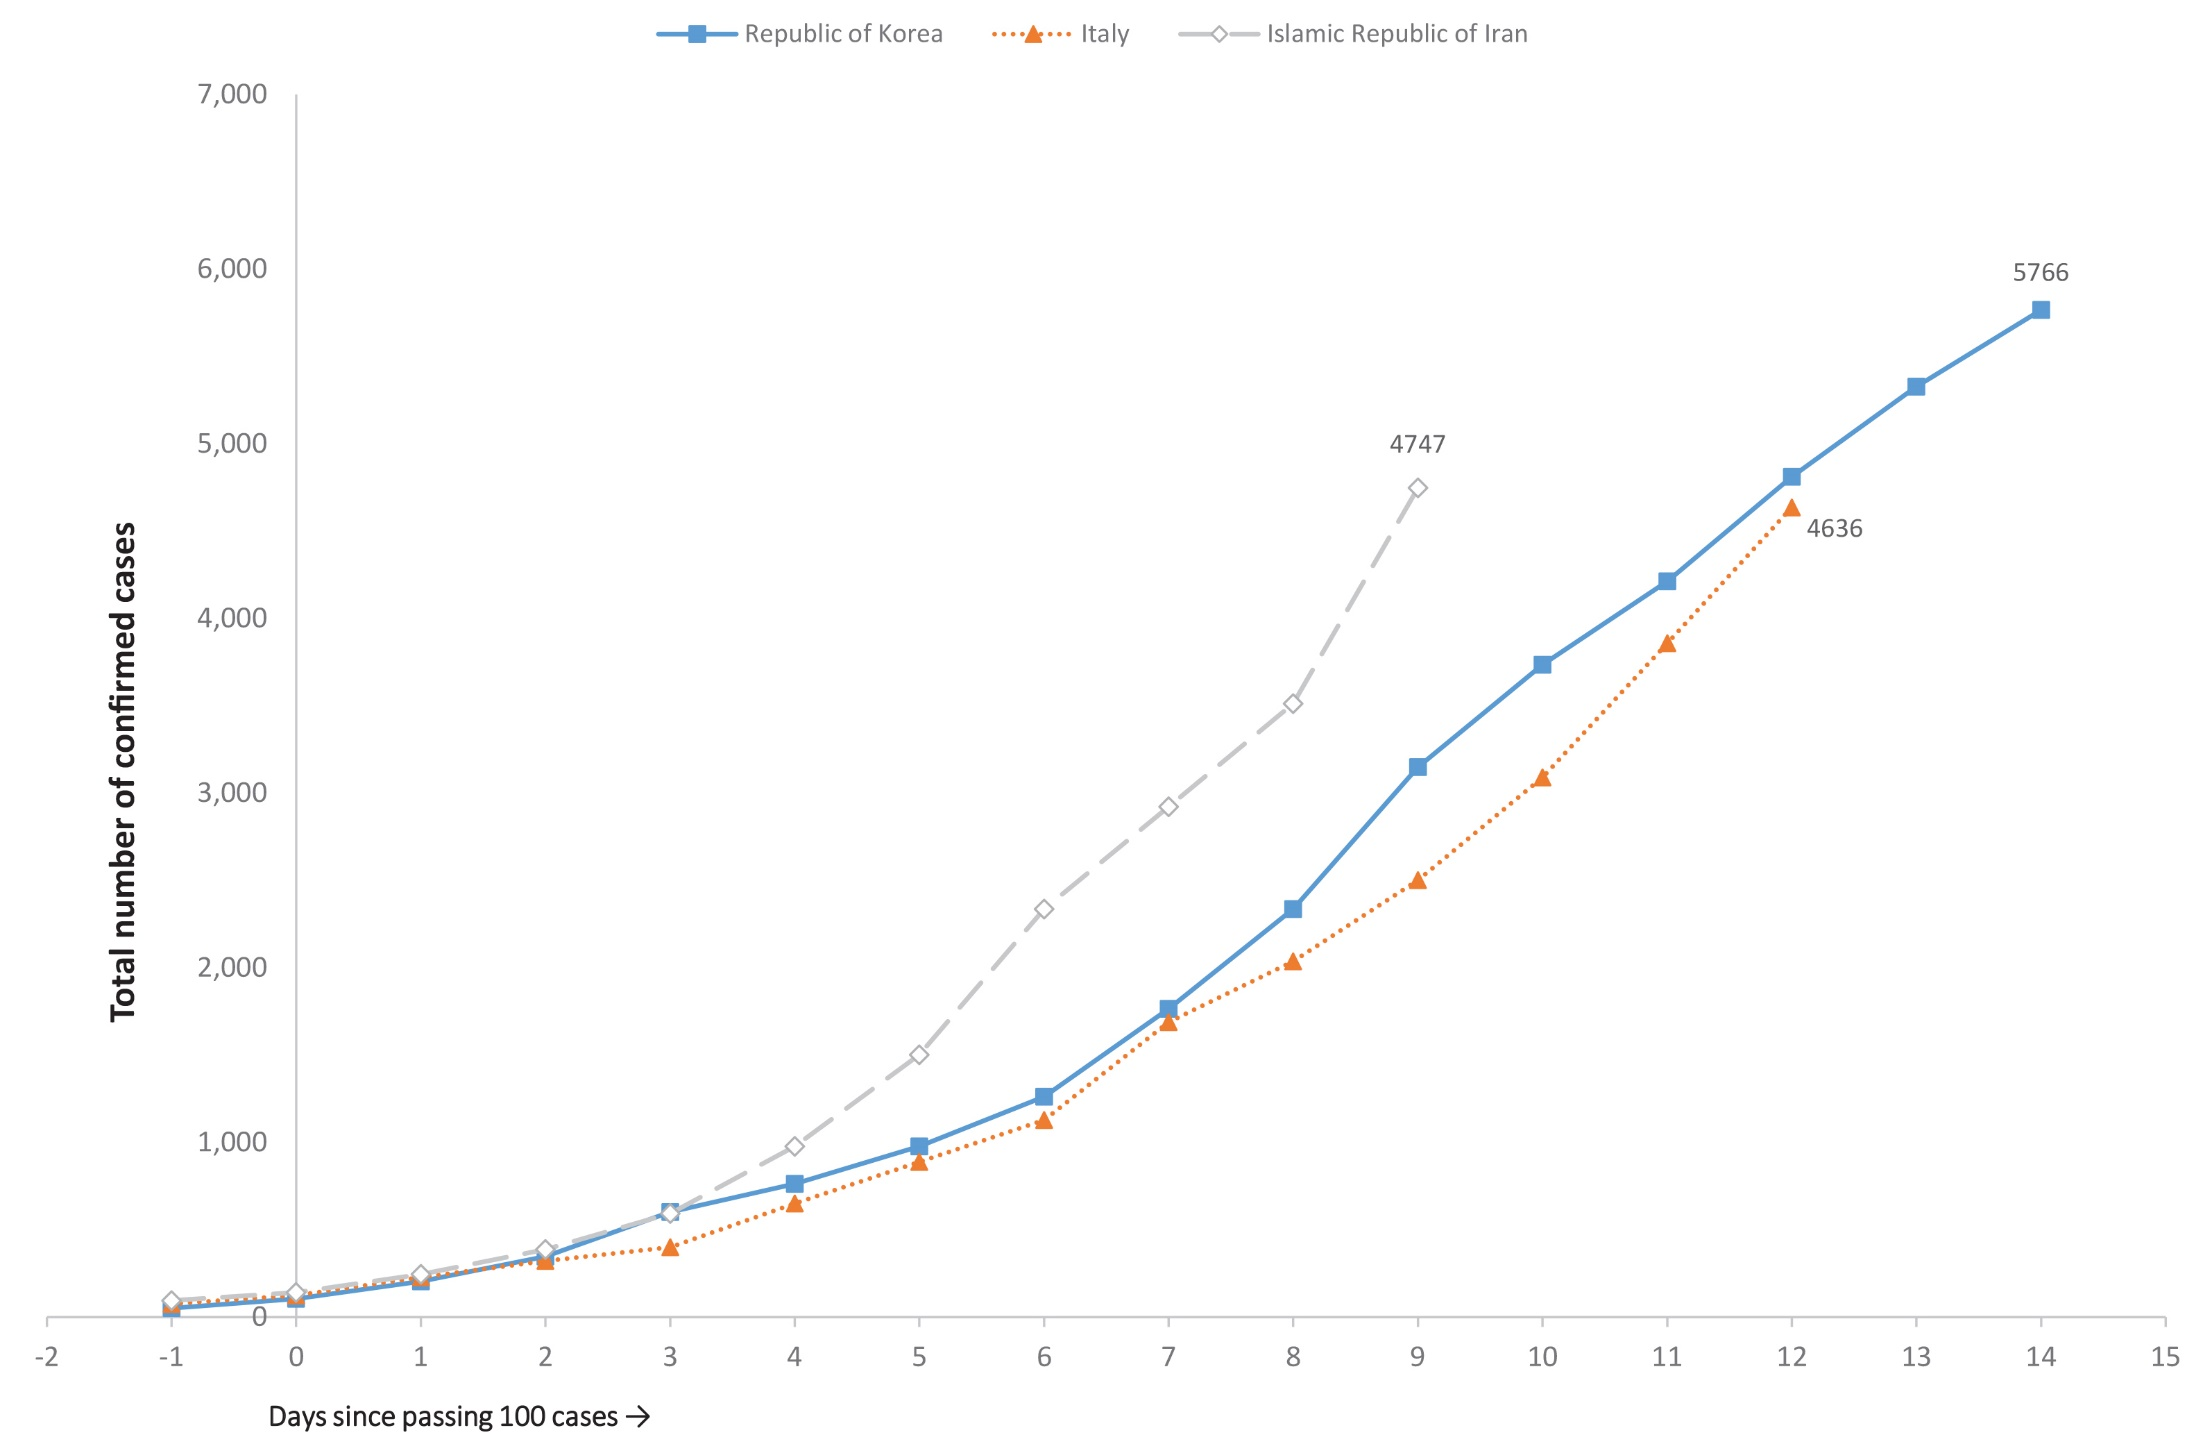 Republic of Korea Italy Islamic Republic of Iran
7,000
6,000
5,000
4,000
3,000
2,000
1,000
0
Total number of confirmed cases
5766
4747
4636
-2 -1 0 1 2 3 4 5 6 7 8 9 10 11 12 13 14 15
Days since passing 100 cases →